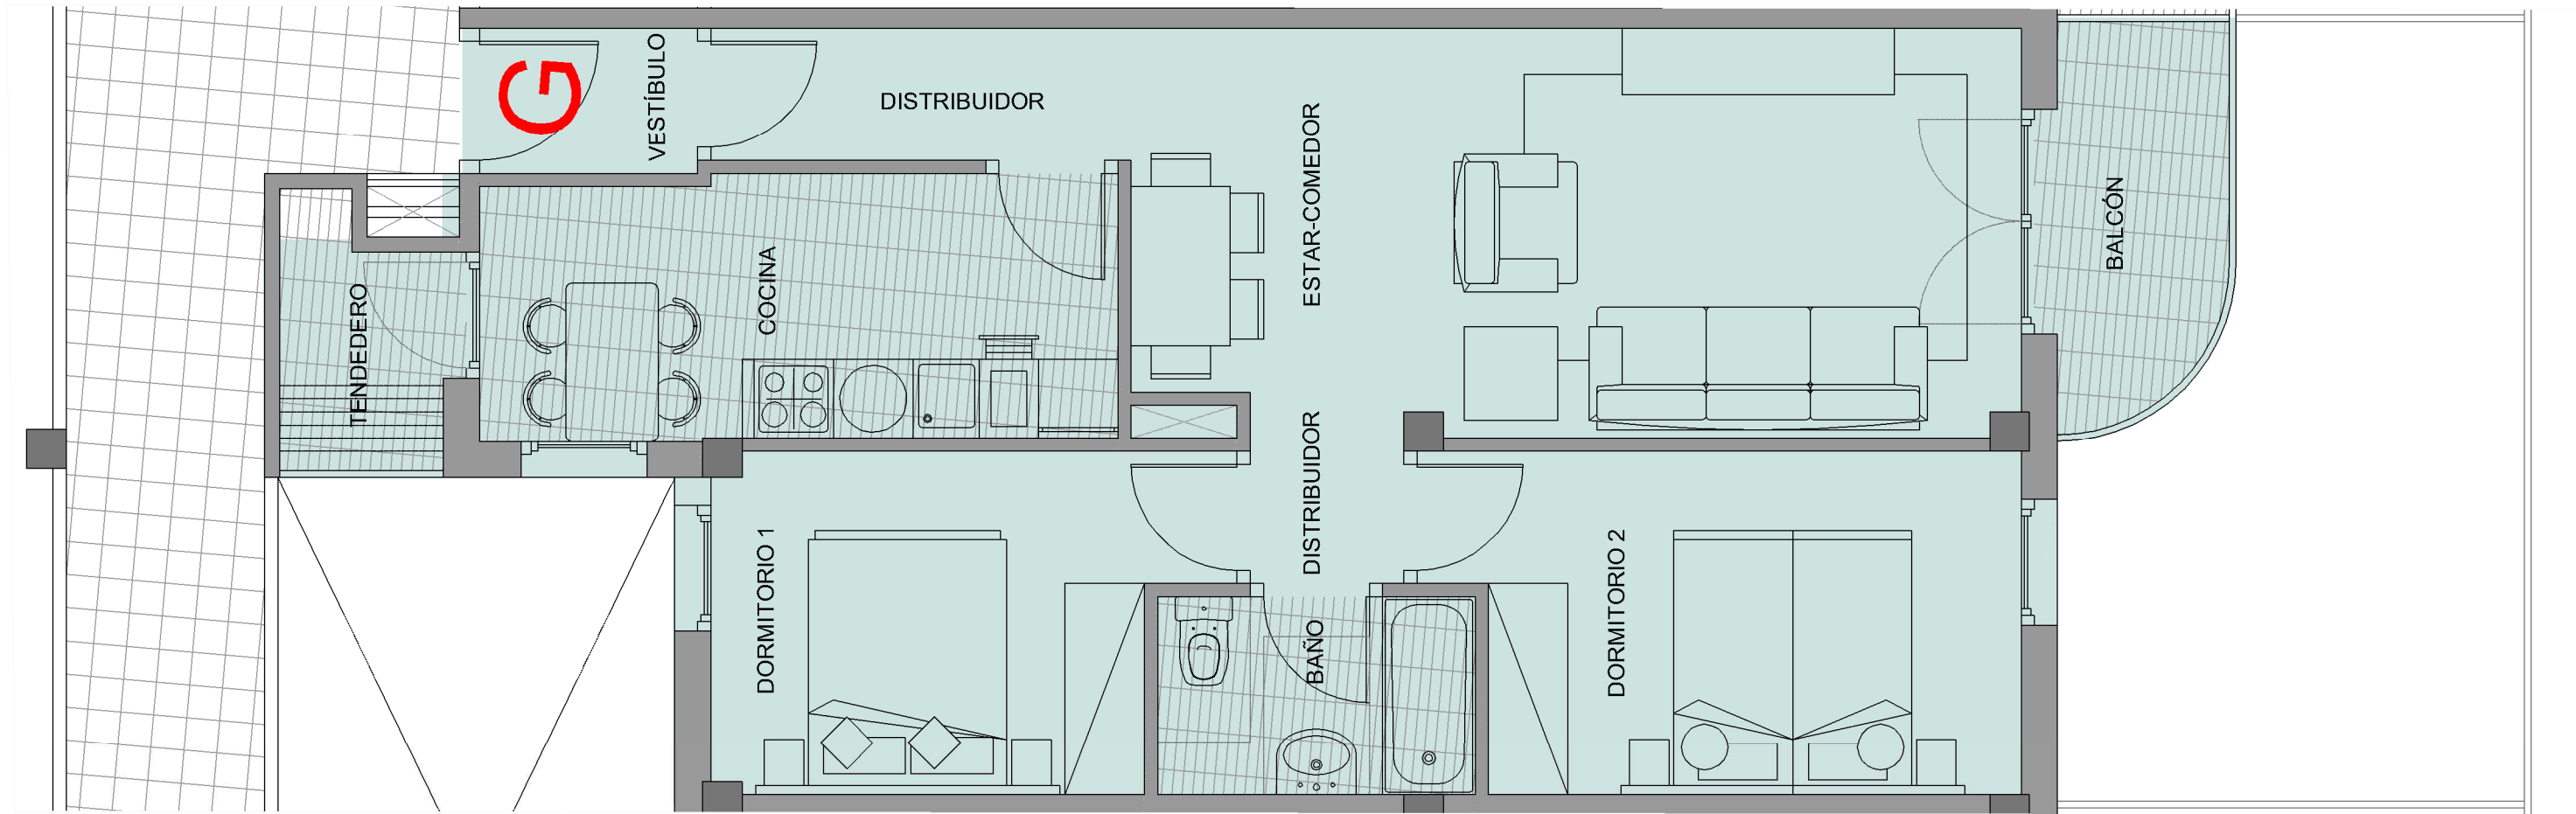 G
VESTÍBULO
DISTRIBUIDOR
ESTAR-COMEDOR
BALCÓN
COCINA
TENDEDERO
DISTRIBUIDOR
DORMITORIO 1
BAÑO
DORMITORIO 2